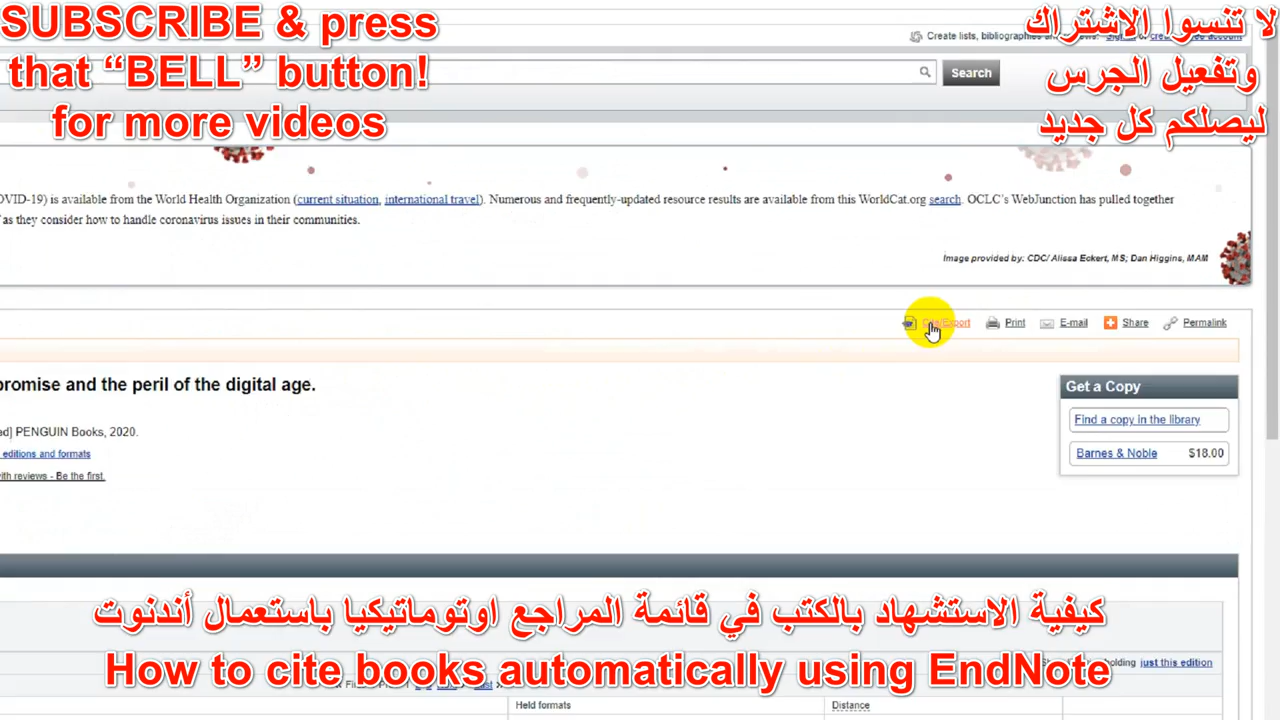 SUBSCRIBE & press
that “BELL” button!
for more videos
لا تنسوا الاشتراك
وتفعيل الجرس
ليصلكم كل جديد
Create lists, bibliographies
Search
OVID-19) is available from the World Health Organization (current situation, international travel). Numerous and frequently-updated resource results are available from this WorldCat.org search. OCLC’s WebJunction has pulled together
as they consider how to handle coronavirus issues in their communities.
Image provided by: CDC/ Alissa Eckert, MS; Dan Higgins, MAM
Cite/Export Print E-mail Share Permalink
promise and the peril of the digital age.
Get a Copy
Find a copy in the library
ad] PENGUIN Books, 2020.
editions and formats
Barnes & Noble $18.00
with reviews - Be the first.
كيفية الاستشهاد بالكتب في قائمة المراجع اوتوماتيكيا باستعمال أندنوت
How to cite books automatically using EndNote
holding just this edition
Held formats Distance